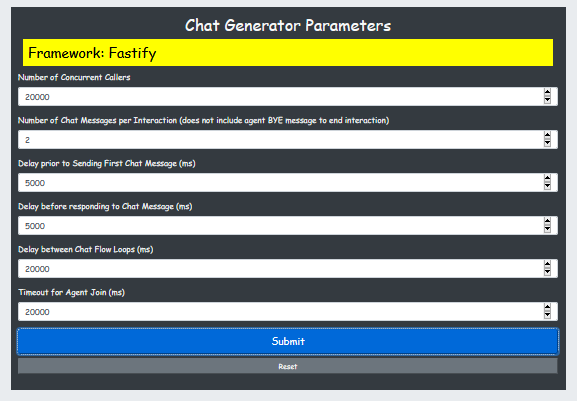 Chat Generator Parameters
Framework: Fastify
Number of Concurrent Callers
20000
Number of Chat Messages per Interaction (does not include agent BYE message to end interaction)
2
Delay prior to Sending First Chat Message (ms)
5000
Delay before responding to Chat Message (ms)
5000
Delay between Chat Flow Loops (ms)
20000
Timeout for Agent Join (ms)
20000
Submit
Reset